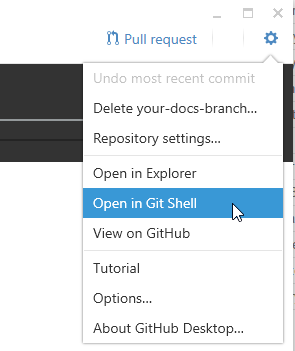 Pull request
Undo most recent commit
Delete your-docs-branch...
Repository settings...
Open in Explorer
Open in Git Shell
View on GitHub
Tutorial
Options...
About GitHub Desktop...